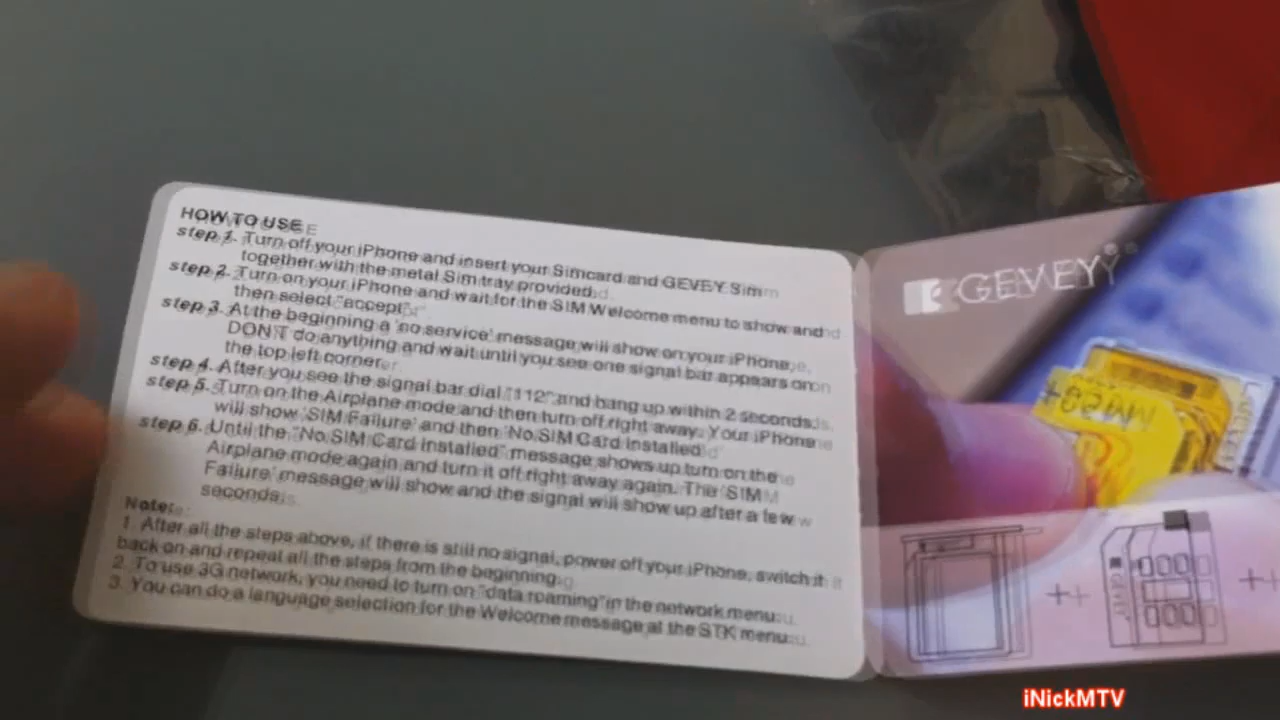 HOW TO USE
step 1. Turn off your iPhone and insert your Simcard and GEVEY Sim
together with the metal Sim tray provided.
step 2. Turn on your iPhone and wait for the SIM Welcome menu to show and
then select "accept"
step 3. At the beginning a 'no service' message will show on your iPhone,
DON'T do anything and wait until you see one signal bar appears on
the top left corner.
step 4. After you see the signal bar dial "112" and hang up within 2 seconds.
step 5. Turn on the Airplane mode and then turn off right away. Your iPhone
will show 'SIM Failure' and then 'No SIM Card Installed'
step 6. Until the "No SIM Card Installed" message shows up turn on the
Airplane mode again and turn it off right away again. The 'SIM
Failure' message will show and the signal will show up after a few
seconds.
Note:
1. After all the steps above, if there is still no signal, power off your iPhone, switch it
back on and repeat all the steps from the beginning.
2. To use 3G network, you need to turn on "data roaming" in the network menu.
3. You can do a language selection for the Welcome message at the STK menu.
GEVEY
+
GEVEY
+
iNickMTV